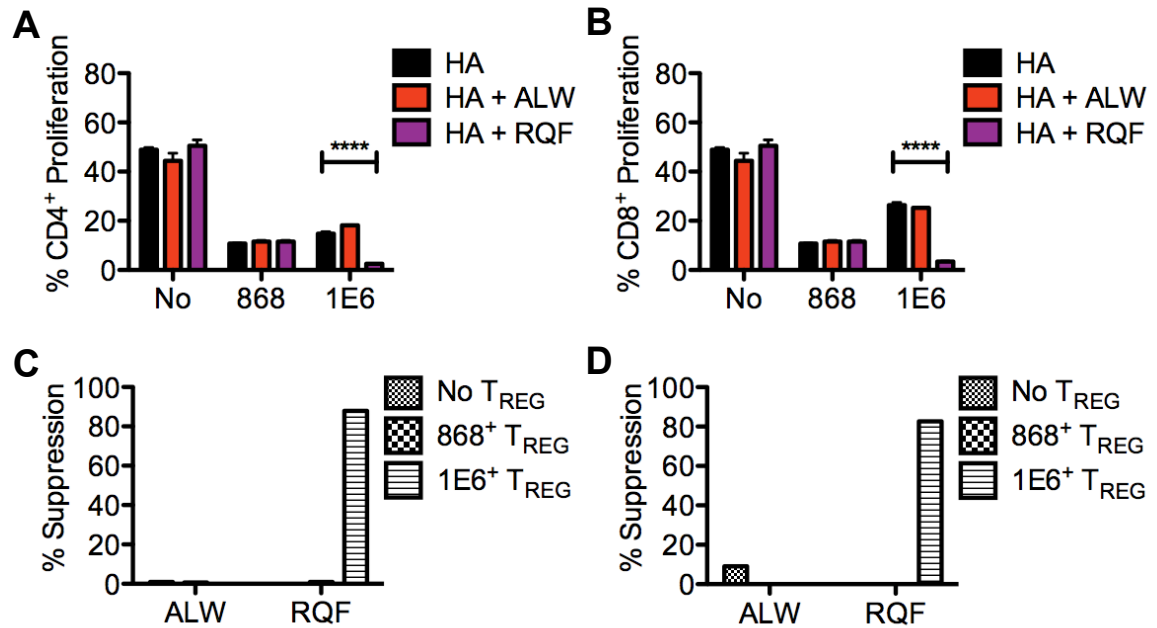 A
% CD4+ Proliferation
80
60
40
20
0
****
No 868 1E6
HA
HA + ALW
HA + RQF
B
% CD8+ Proliferation
80
60
40
20
0
****
No 868 1E6
HA
HA + ALW
HA + RQF
C
% Suppression
100
80
60
40
20
0
ALW RQF
No TREG
868+ TREG
1E6+ TREG
D
% Suppression
100
80
60
40
20
0
ALW RQF
No TREG
868+ TREG
1E6+ TREG